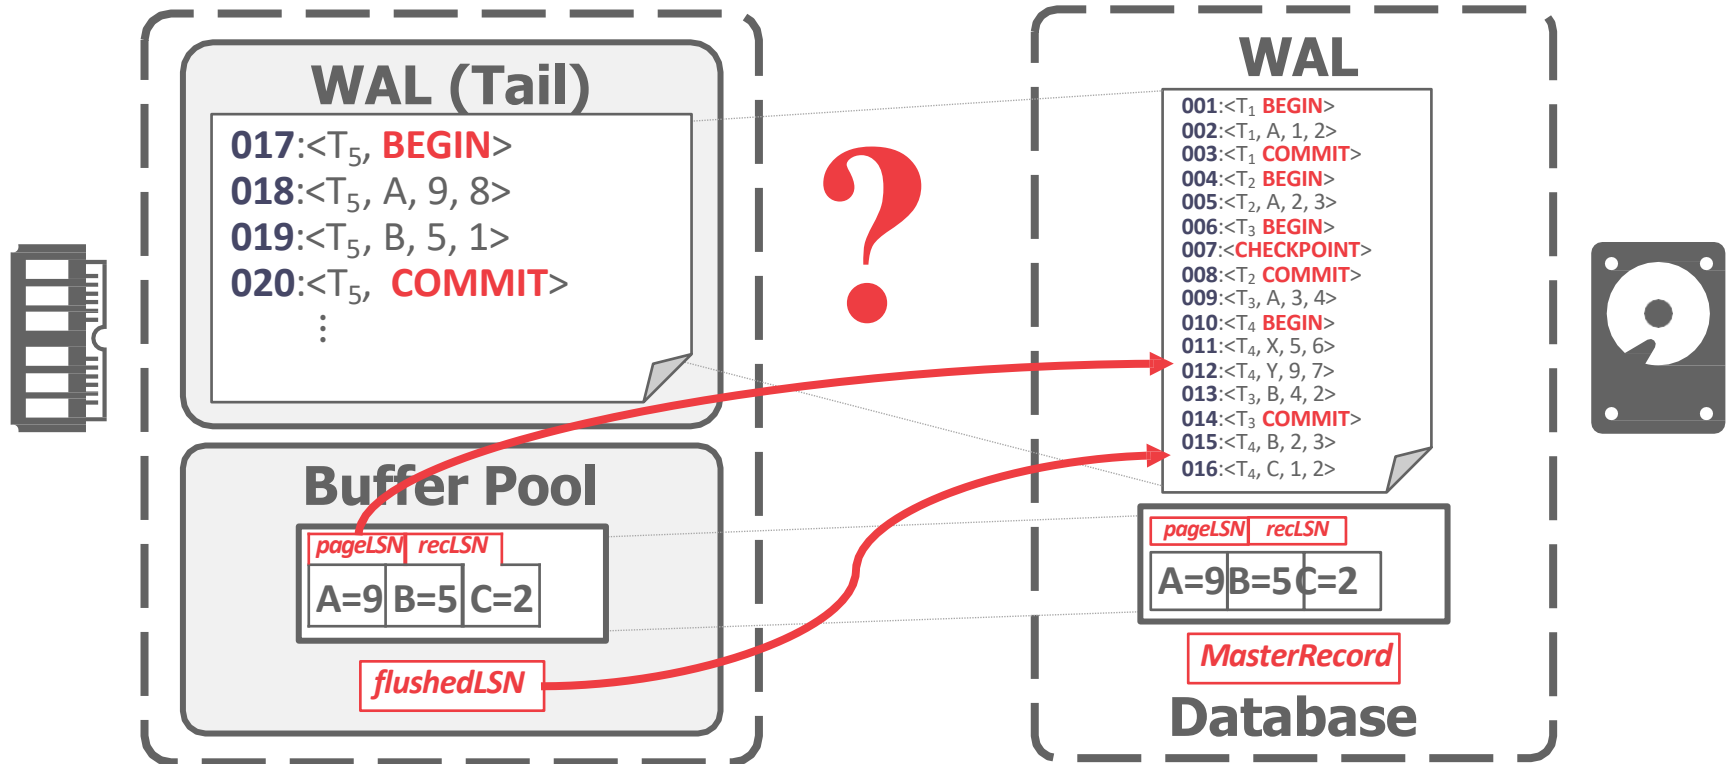 WAL (Tail)
017:<T5, BEGIN>
018:<T5, A, 9, 8>
019:<T5, B, 5, 1>
020:<T5, COMMIT>
⋮
Buffer Pool
pageLSN recLSN
A=9 B=5 C=2
flushedLSN
?
WAL
001:<T1 BEGIN>
002:<T1, A, 1, 2>
003:<T1 COMMIT>
004:<T2 BEGIN>
005:<T2, A, 2, 3>
006:<T3 BEGIN>
007:<CHECKPOINT>
008:<T2 COMMIT>
009:<T3, A, 3, 4>
010:<T4 BEGIN>
011:<T4, X, 5, 6>
012:<T4, Y, 9, 7>
013:<T3, B, 4, 2>
014:<T3 COMMIT>
015:<T4, B, 2, 3>
016:<T4, C, 1, 2>
pageLSN recLSN
A=9 B=5 C=2
MasterRecord
Database